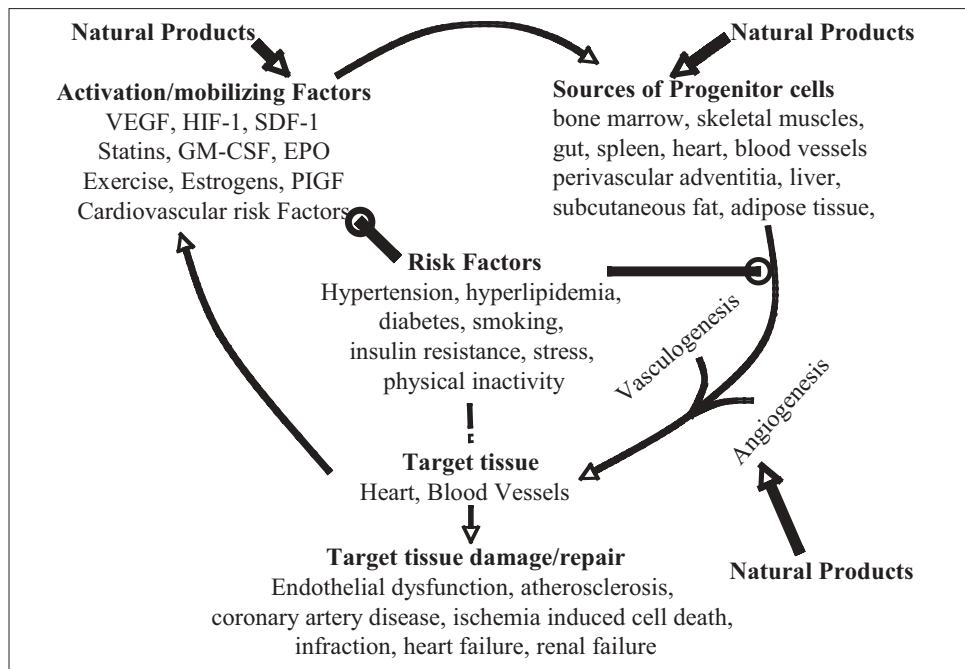 Natural Products
Natural Products
Activation/mobilizing Factors
VEGF, HIF-1, SDF-1
Statins, GM-CSF, EPO
Exercise, Estrogens, PIGF
Cardiovascular risk Factors
Sources of Progenitor cells
bone marrow, skeletal muscles,
gut, spleen, heart, blood vessels
perivascular adventitia, liver,
subcutaneous fat, adipose tissue,
Risk Factors
Hypertension, hyperlipidemia,
diabetes, smoking,
insulin resistance, stress,
physical inactivity
Vasculogenesis
Angiogenesis
Target tissue
Heart, Blood Vessels
Target tissue damage/repair
Endothelial dysfunction, atherosclerosis,
coronary artery disease, ischemia induced cell death,
infraction, heart failure, renal failure
Natural Products